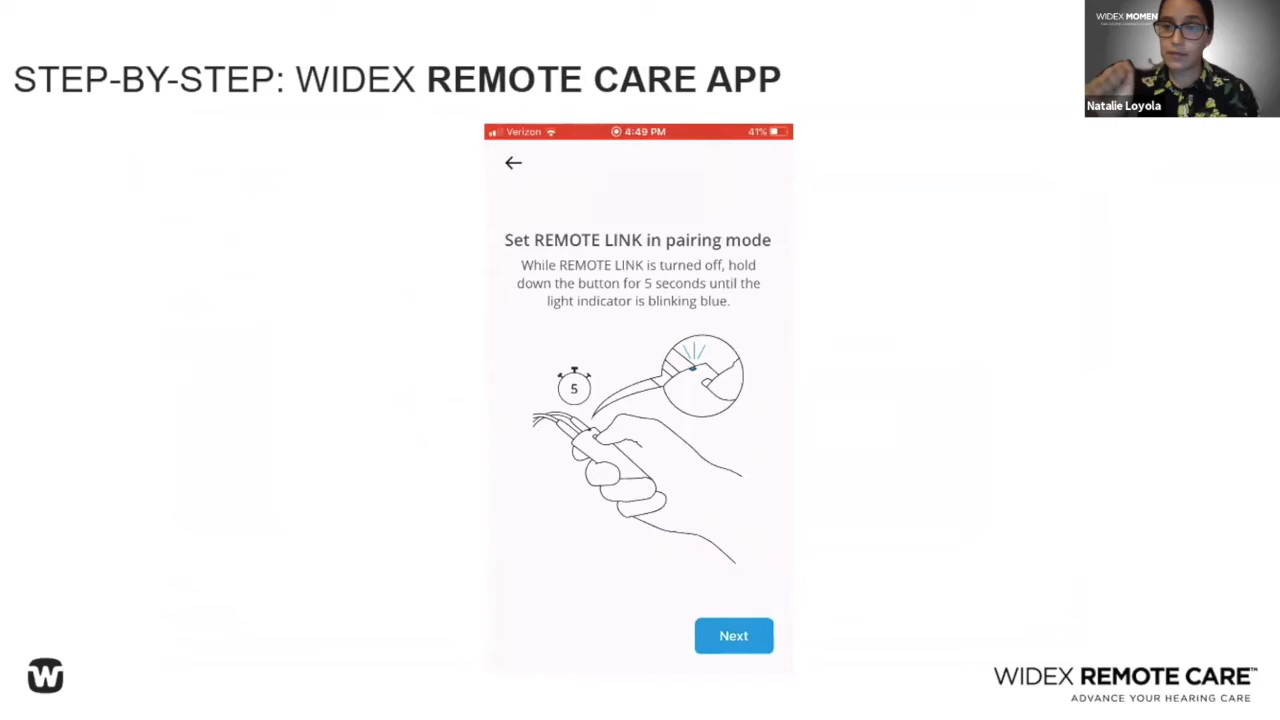 STEP-BY-STEP: WIDEX REMOTE CARE APP
WIDEX MOMEN
Natalie Loyola
Verizon 4:49 PM 41%
Set REMOTE LINK in pairing mode
While REMOTE LINK is turned off, hold
down the button for 5 seconds until the
light indicator is blinking blue.
5
Next
W
WIDEX REMOTE CARE™
ADVANCE YOUR HEARING CARE